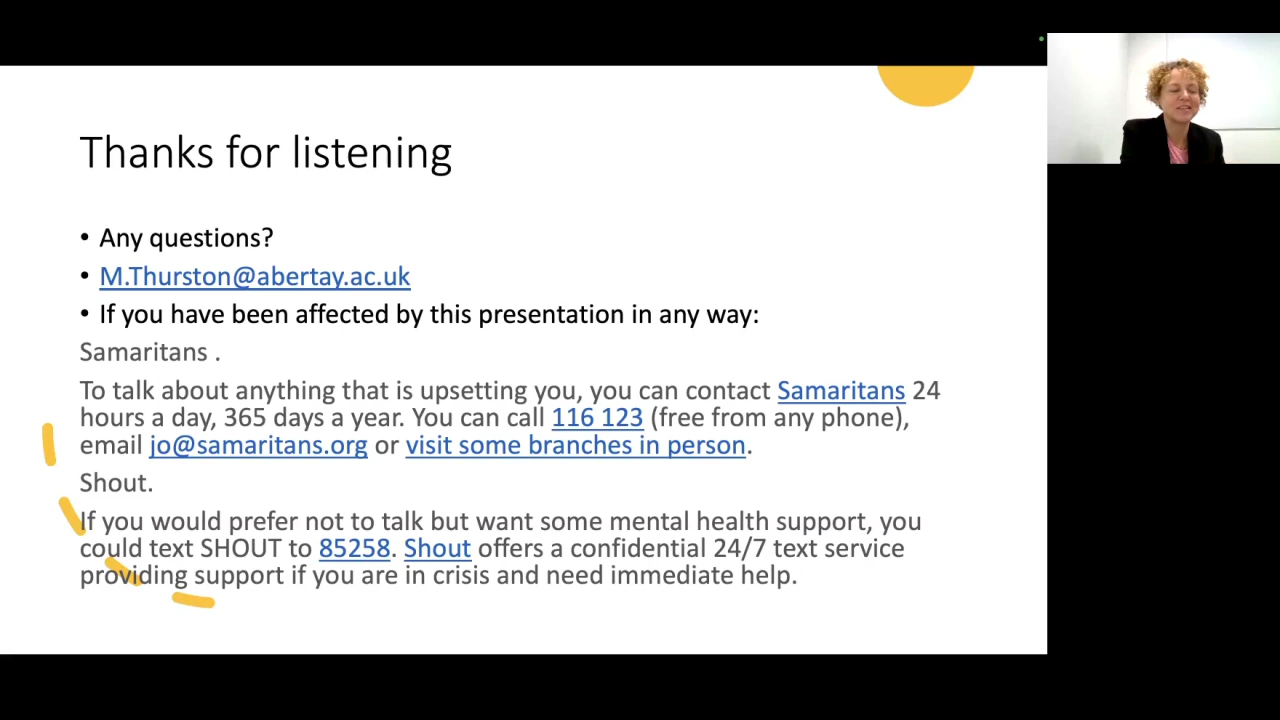 Thanks for listening
• Any questions?
• M.Thurston@abertay.ac.uk
• If you have been affected by this presentation in any way:
Samaritans .
To talk about anything that is upsetting you, you can contact Samaritans 24
hours a day, 365 days a year. You can call 116 123 (free from any phone),
email jo@samaritans.org or visit some branches in person.
Shout.
If you would prefer not to talk but want some mental health support, you
could text SHOUT to 85258. Shout offers a confidential 24/7 text service
providing support if you are in crisis and need immediate help.